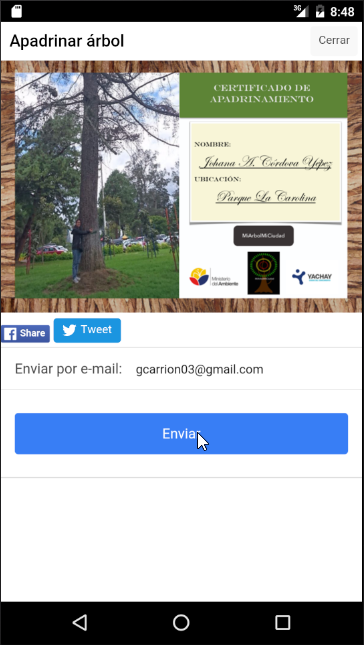 3G
8:48
Apadrinar árbol
Cerrar
CERTIFICADO DE
APADRINAMIENTO
NOMBRE:
Johana A. Córdova Yépez
UBICACIÓN:
Parque La Carolina
MiArbolMiCiudad
Ministerio
del Ambiente
YACHAY
Share
Tweet
Enviar por e-mail:
gcarrion03@gmail.com
Enviar